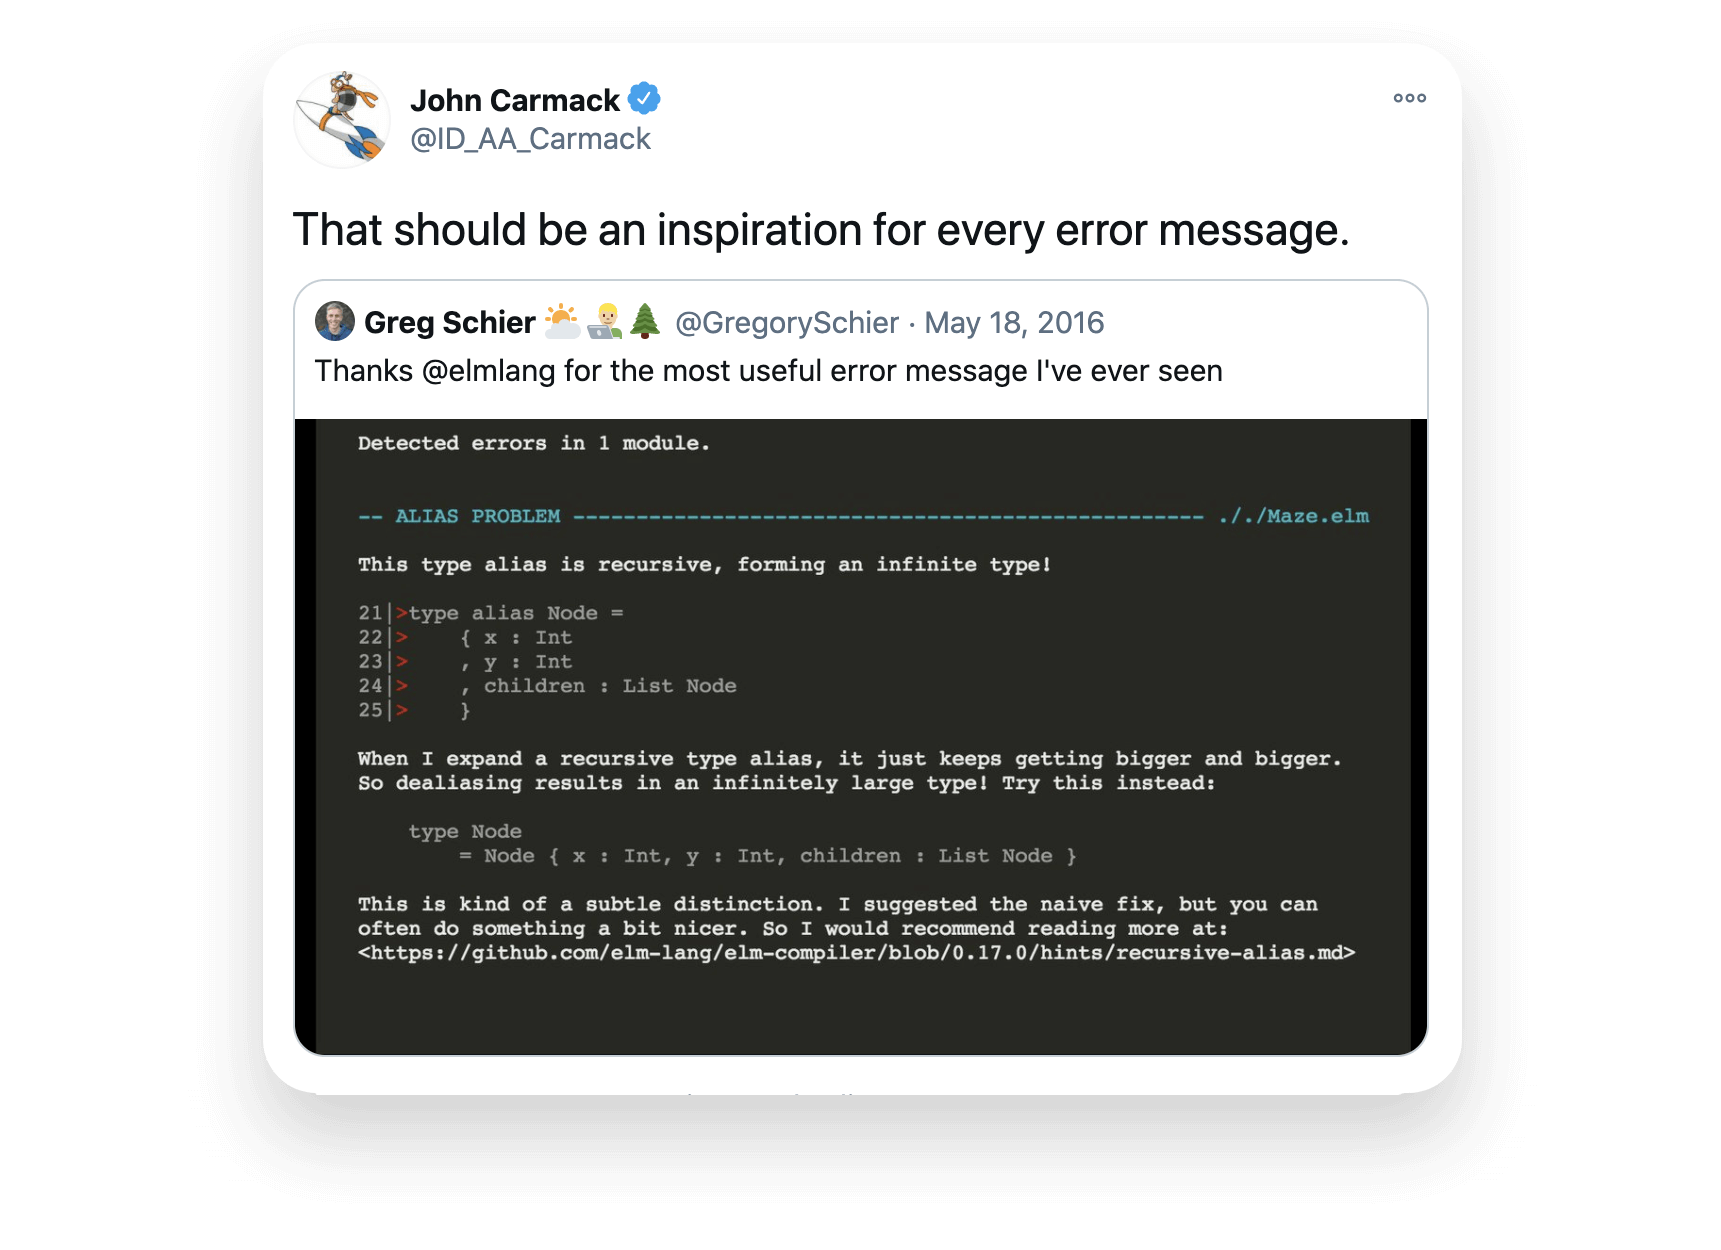 John Carmack
@ID_AA_Carmack
That should be an inspiration for every error message.
Greg Schier 🌤️👨🏼‍💻🌲 @GregorySchier · May 18, 2016
Thanks @elmlang for the most useful error message I've ever seen
Detected errors in 1 module.
-- ALIAS PROBLEM -------------------------------------------------- ././Maze.elm
This type alias is recursive, forming an infinite type!
21|>type alias Node =
22|>    { x : Int
23|>    , y : Int
24|>    , children : List Node
25|>    }
When I expand a recursive type alias, it just keeps getting bigger and bigger.
So dealiasing results in an infinitely large type! Try this instead:
    type Node
        = Node { x : Int, y : Int, children : List Node }
This is kind of a subtle distinction. I suggested the naive fix, but you can
often do something a bit nicer. So I would recommend reading more at:
<https://github.com/elm-lang/elm-compiler/blob/0.17.0/hints/recursive-alias.md>